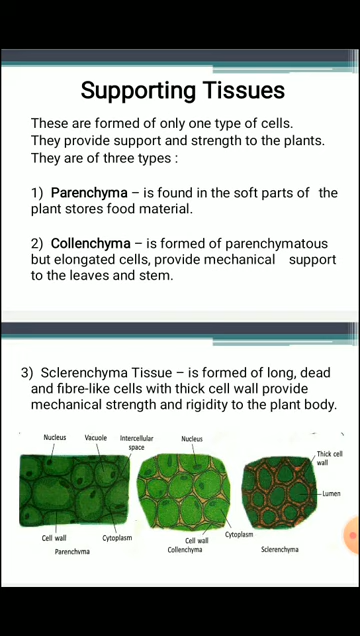 Supporting Tissues
These are formed of only one type of cells.
They provide support and strength to the plants.
They are of three types :
1) Parenchyma – is found in the soft parts of the
plant stores food material.
2) Collenchyma – is formed of parenchymatous
but elongated cells, provide mechanical support
to the leaves and stem.
3) Sclerenchyma Tissue – is formed of long, dead
and fibre-like cells with thick cell wall provide
mechanical strength and rigidity to the plant body.
Nucleus Vacuole Intercellular space Nucleus
Thick cell wall
Lumen
Cell wall Cytoplasm Cell wall Cytoplasm
Parenchyma Collenchyma Sclerenchyma